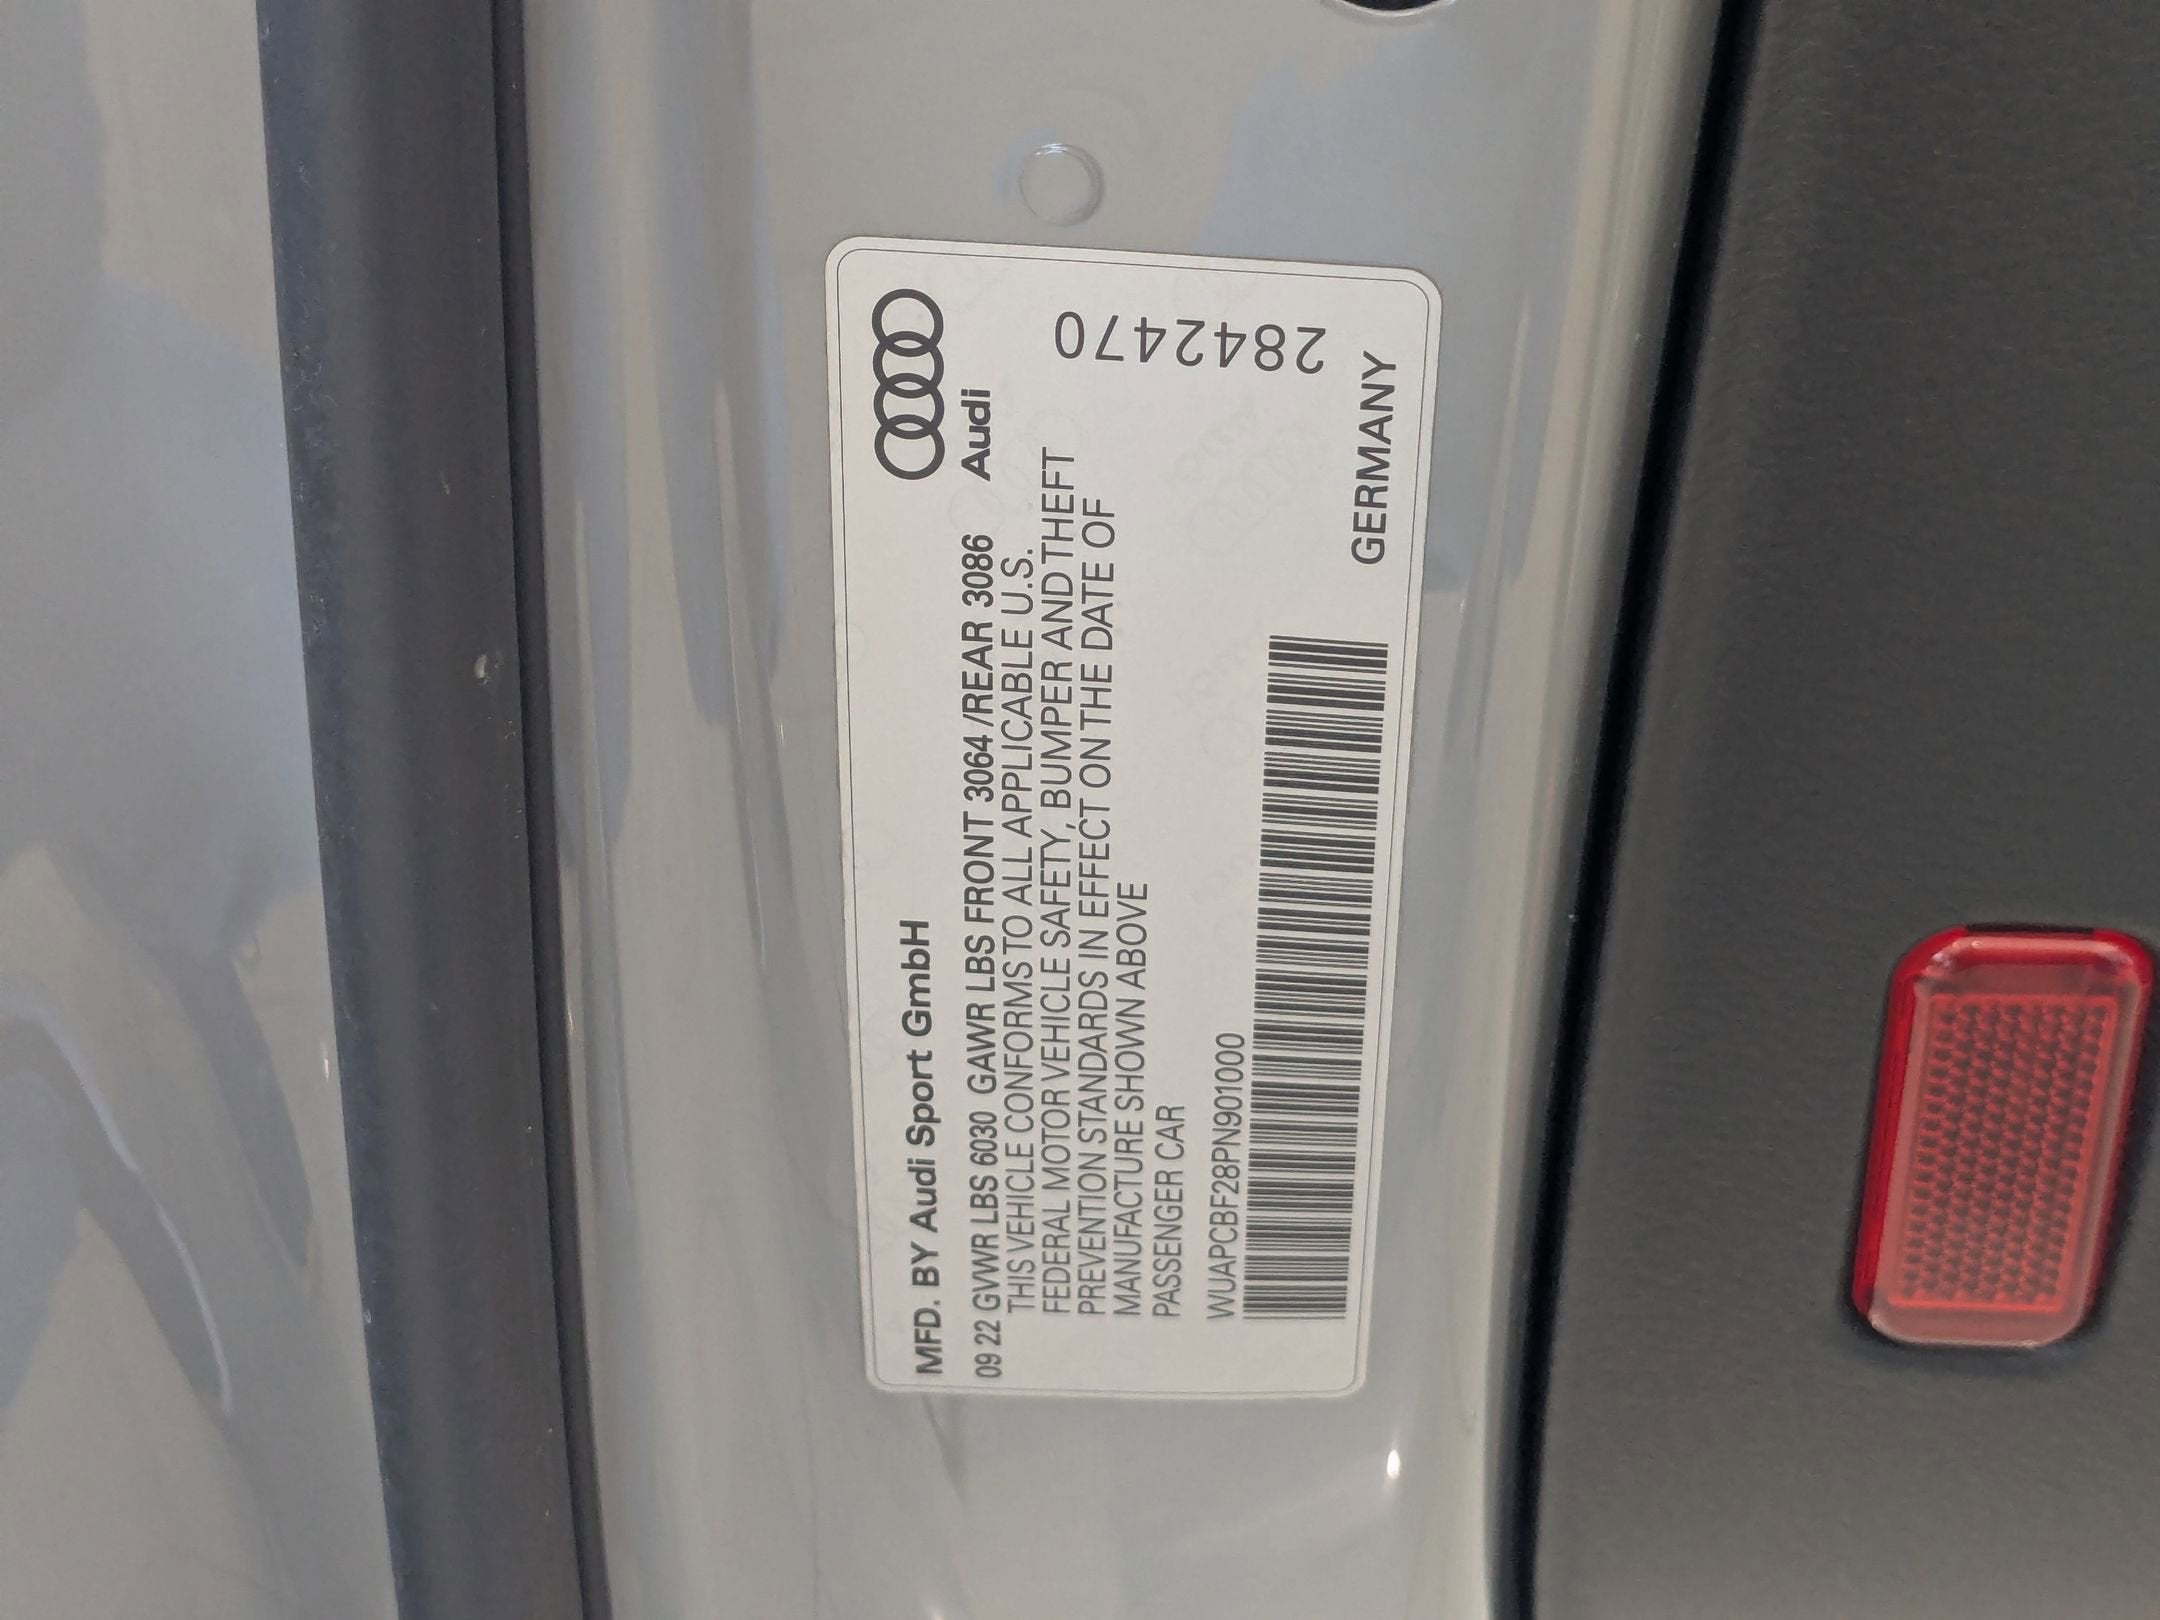 MFD. BY Audi Sport GmbH
Audi
09 22 GVWR LBS 6030 GAWR LBS FRONT 3064 /REAR 3086
THIS VEHICLE CONFORMS TO ALL APPLICABLE U.S.
FEDERAL MOTOR VEHICLE SAFETY, BUMPER AND THEFT
PREVENTION STANDARDS IN EFFECT ON THE DATE OF
MANUFACTURE SHOWN ABOVE
PASSENGER CAR
2842470
WUAPCBF28PN901000
GERMANY